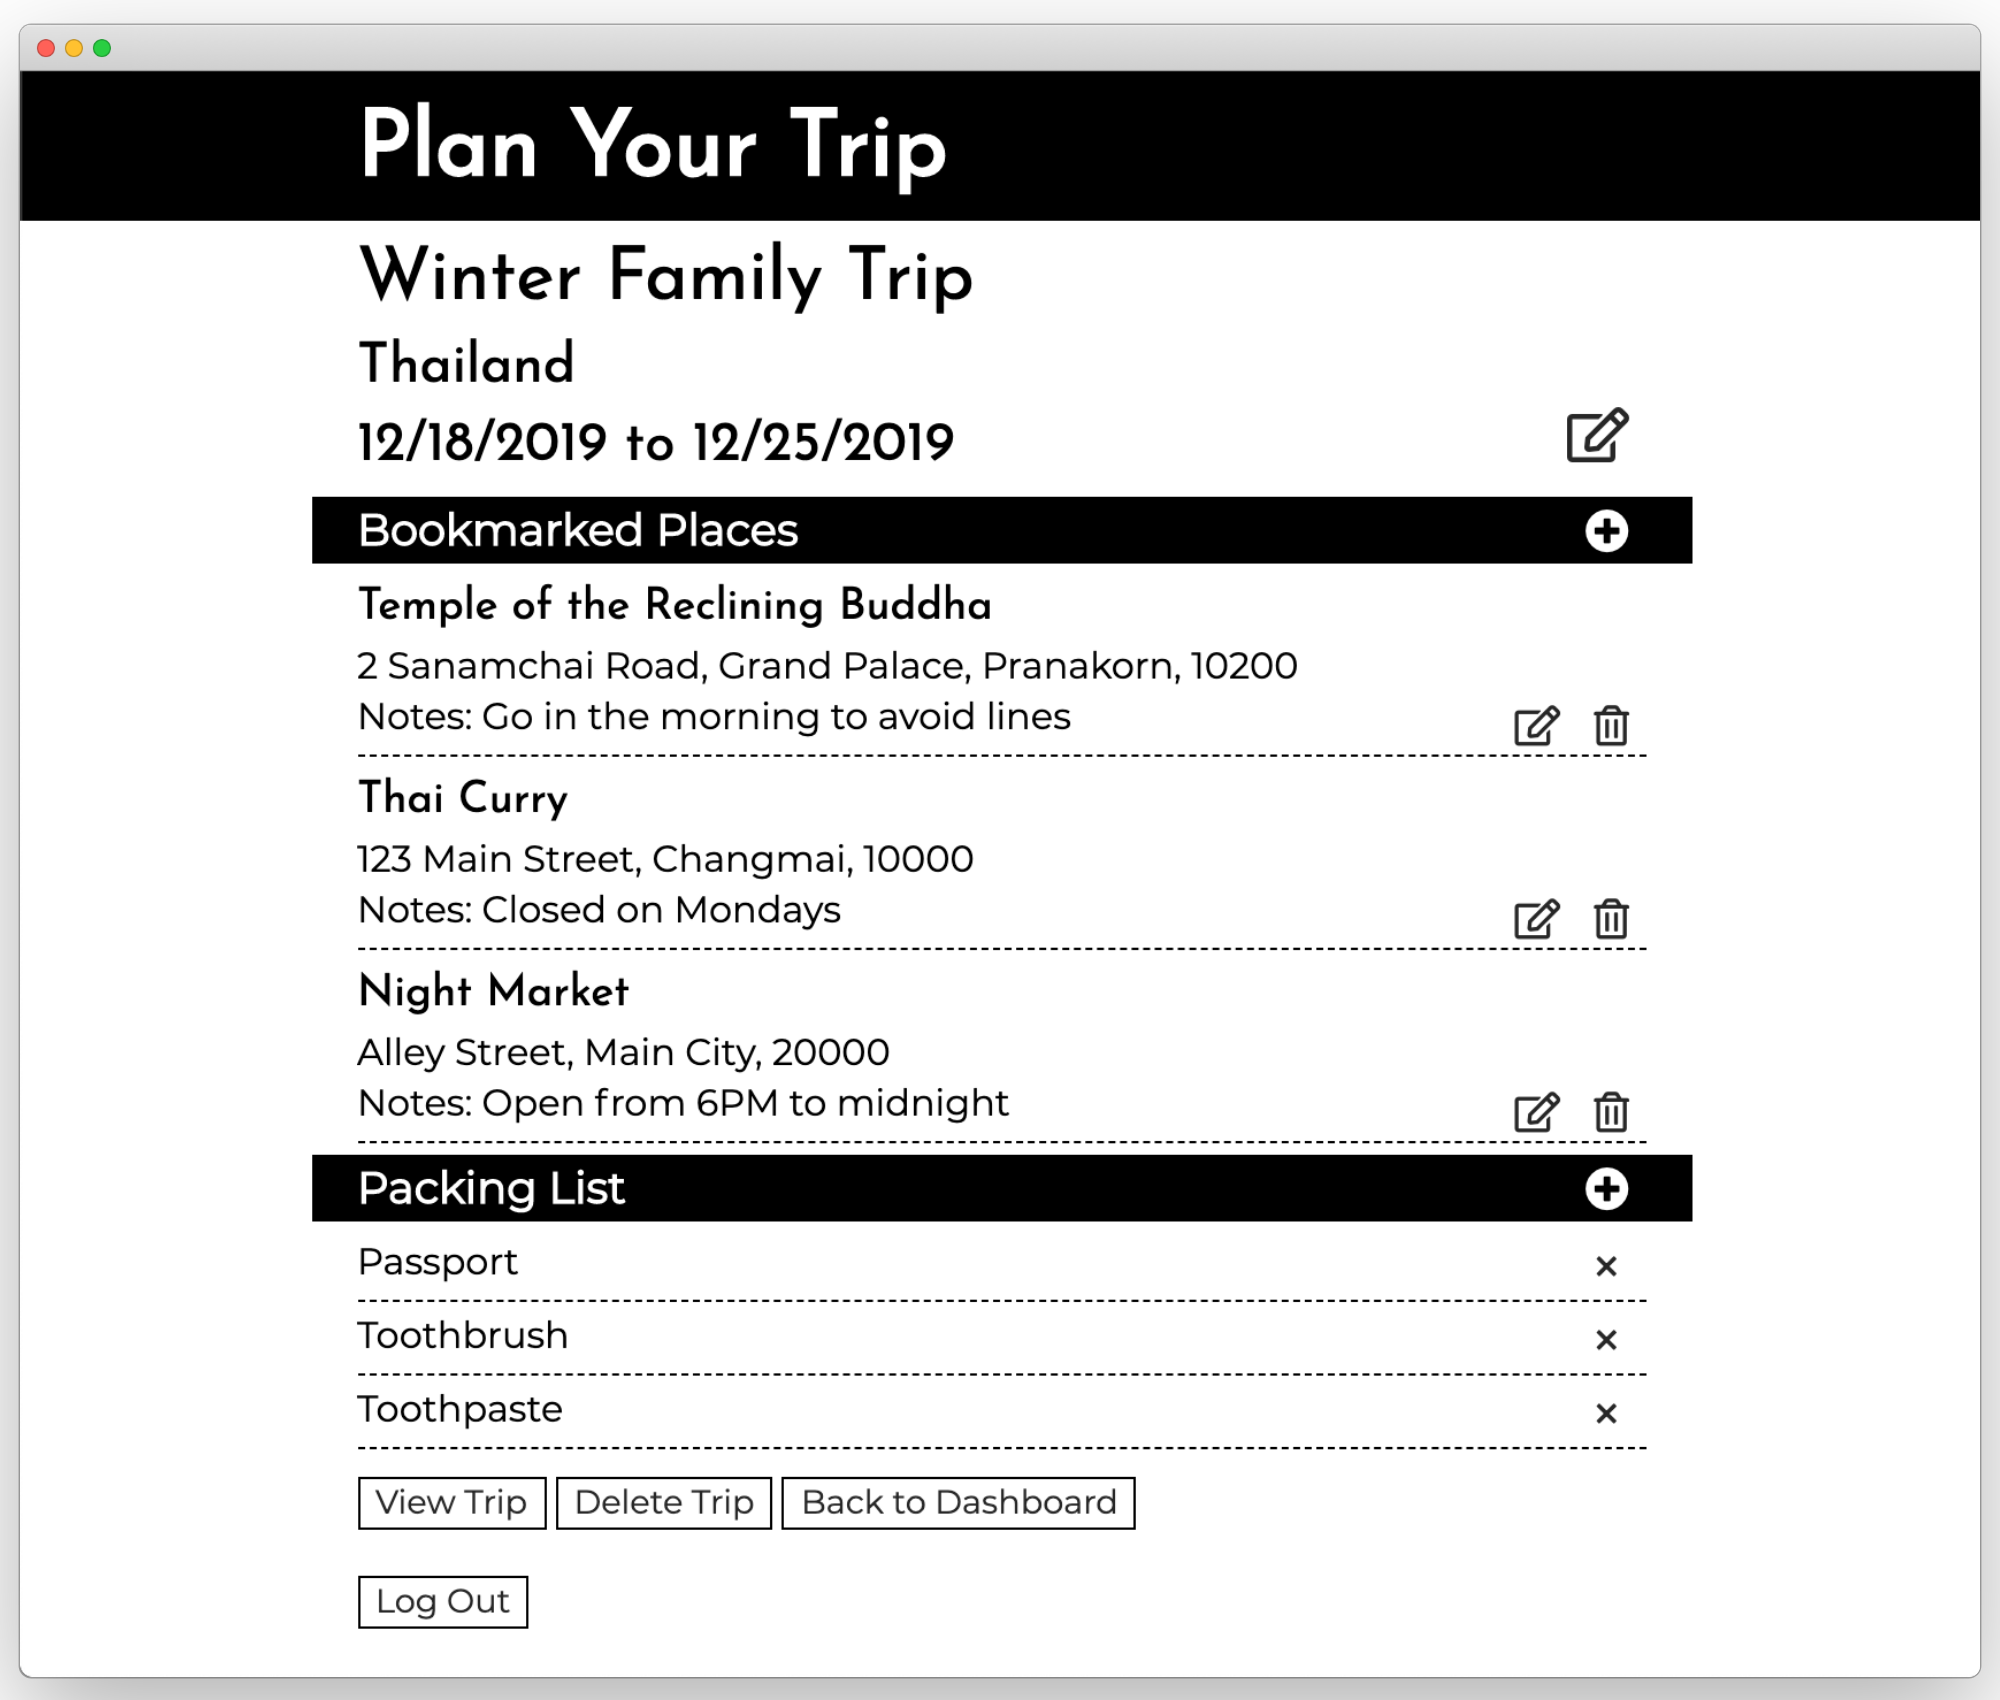 Plan Your Trip
Winter Family Trip
Thailand
12/18/2019 to 12/25/2019
Bookmarked Places
Temple of the Reclining Buddha
2 Sanamchai Road, Grand Palace, Pranakorn, 10200
Notes: Go in the morning to avoid lines
Thai Curry
123 Main Street, Changmai, 10000
Notes: Closed on Mondays
Night Market
Alley Street, Main City, 20000
Notes: Open from 6PM to midnight
Packing List
Passport
Toothbrush
Toothpaste
View Trip Delete Trip Back to Dashboard
Log Out